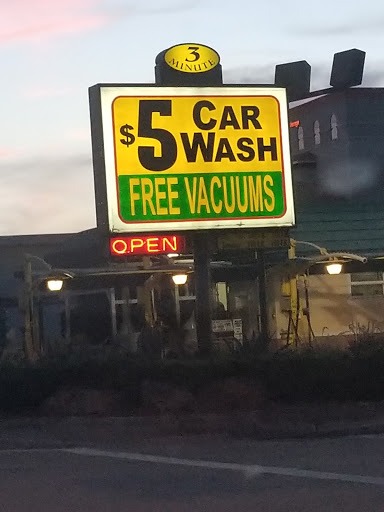 3
MINUTE
$5 CAR
WASH
FREE VACUUMS
OPEN